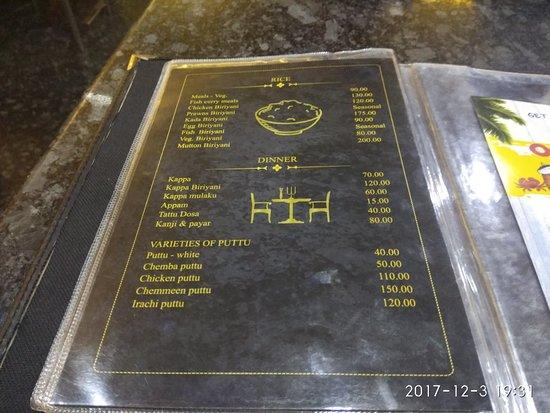 RICE
Meals - Veg. 90.00
Fish curry meals 130.00
Chicken Biriyani 120.00
Prawns Biriyani Seasonal
Kada Biriyani 175.00
Egg Biriyani 90.00
Fish Biriyani Seasonal
Veg. Biriyani 80.00
Mutton Biriyani 200.00
DINNER
Kappa 70.00
Kappa Biriyani 120.00
Kappa mulaku 60.00
Appam 15.00
Tattu Dosa 40.00
Kanji & payar 80.00
VARIETIES OF PUTTU
Puttu - white 40.00
Chemba puttu 50.00
Chicken puttu 110.00
Chemmeen puttu 150.00
Irachi puttu 120.00
GET
2017-12-3 19:31